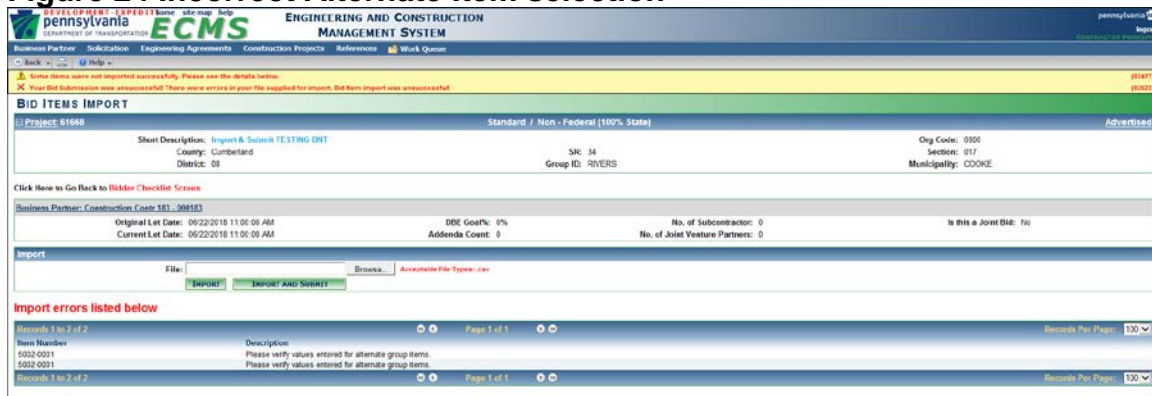 Figure 21 Incorrect Alternate Item Selection
DEVELOPMENT-EXPEDIT home site map help
pennsylvania
DEPARTMENT OF TRANSPORTATION
ECMS
ENGINEERING AND CONSTRUCTION
MANAGEMENT SYSTEM
pennsylvania
logo
Business Partner Solicitation Engineering Agreements Construction Projects References Work Queue
Back Help
Some items were not imported successfully. Please see the details below.
Your Bid Submission was unsuccessful! There were errors in your file supplied for import. Bid Item import was unsuccessful!
BID ITEMS IMPORT
Project: 61668 Standard / Non - Federal (100% State) Advertised
Short Description: Import & Submit TESTING ONT Org Code: 0300
County: Cumberland SR: 34 Section: 017
District: 08 Group ID: RIVERS Municipality: COOKE
Click Here to Go Back to Bidder Checklist Screen
Business Partner: Construction Contr 183 - 000183
Original Let Date: 06/22/2018 11:00:00 AM DBE Goal%: 0% No. of Subcontractor: 0 Is this a Joint Bid: No
Current Let Date: 06/22/2018 11:00:00 AM Addenda Count: 0 No. of Joint Venture Partners: 0
Import
File: Browse... Acceptable File Types: .csv
IMPORT IMPORT AND SUBMIT
Import errors listed below
Records 1 to 2 of 2 Page 1 of 1 Records Per Page: 100
Item Number Description
5002-0001 Please verify values entered for alternate group items.
5002-0001 Please verify values entered for alternate group items.
Records 1 to 2 of 2 Page 1 of 1 Records Per Page: 100